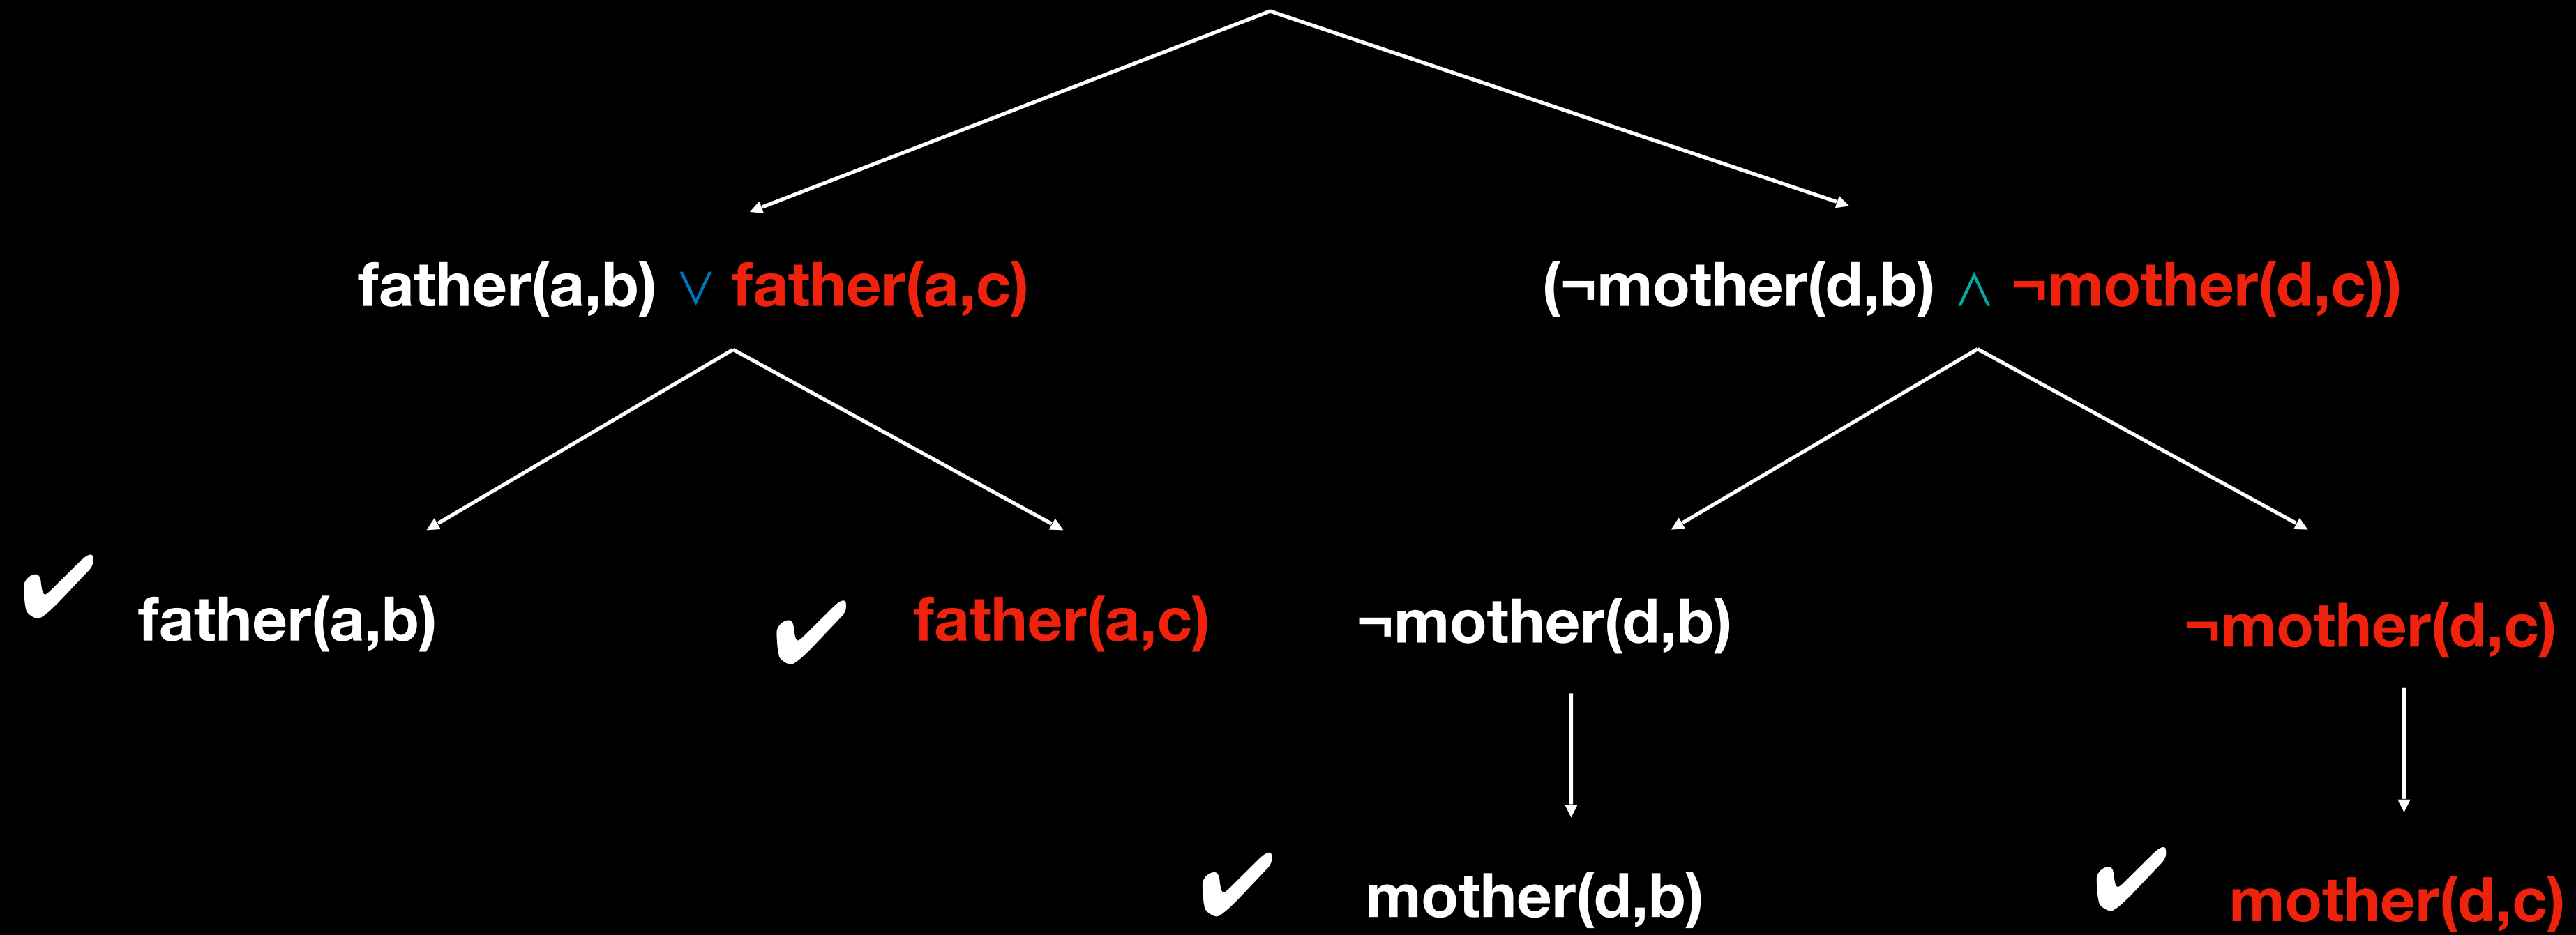 father(a,b) ∨ father(a,c)
(¬mother(d,b) ∧ ¬mother(d,c))
✔ father(a,b)
✔ father(a,c)
¬mother(d,b)
¬mother(d,c)
✔ mother(d,b)
✔ mother(d,c)